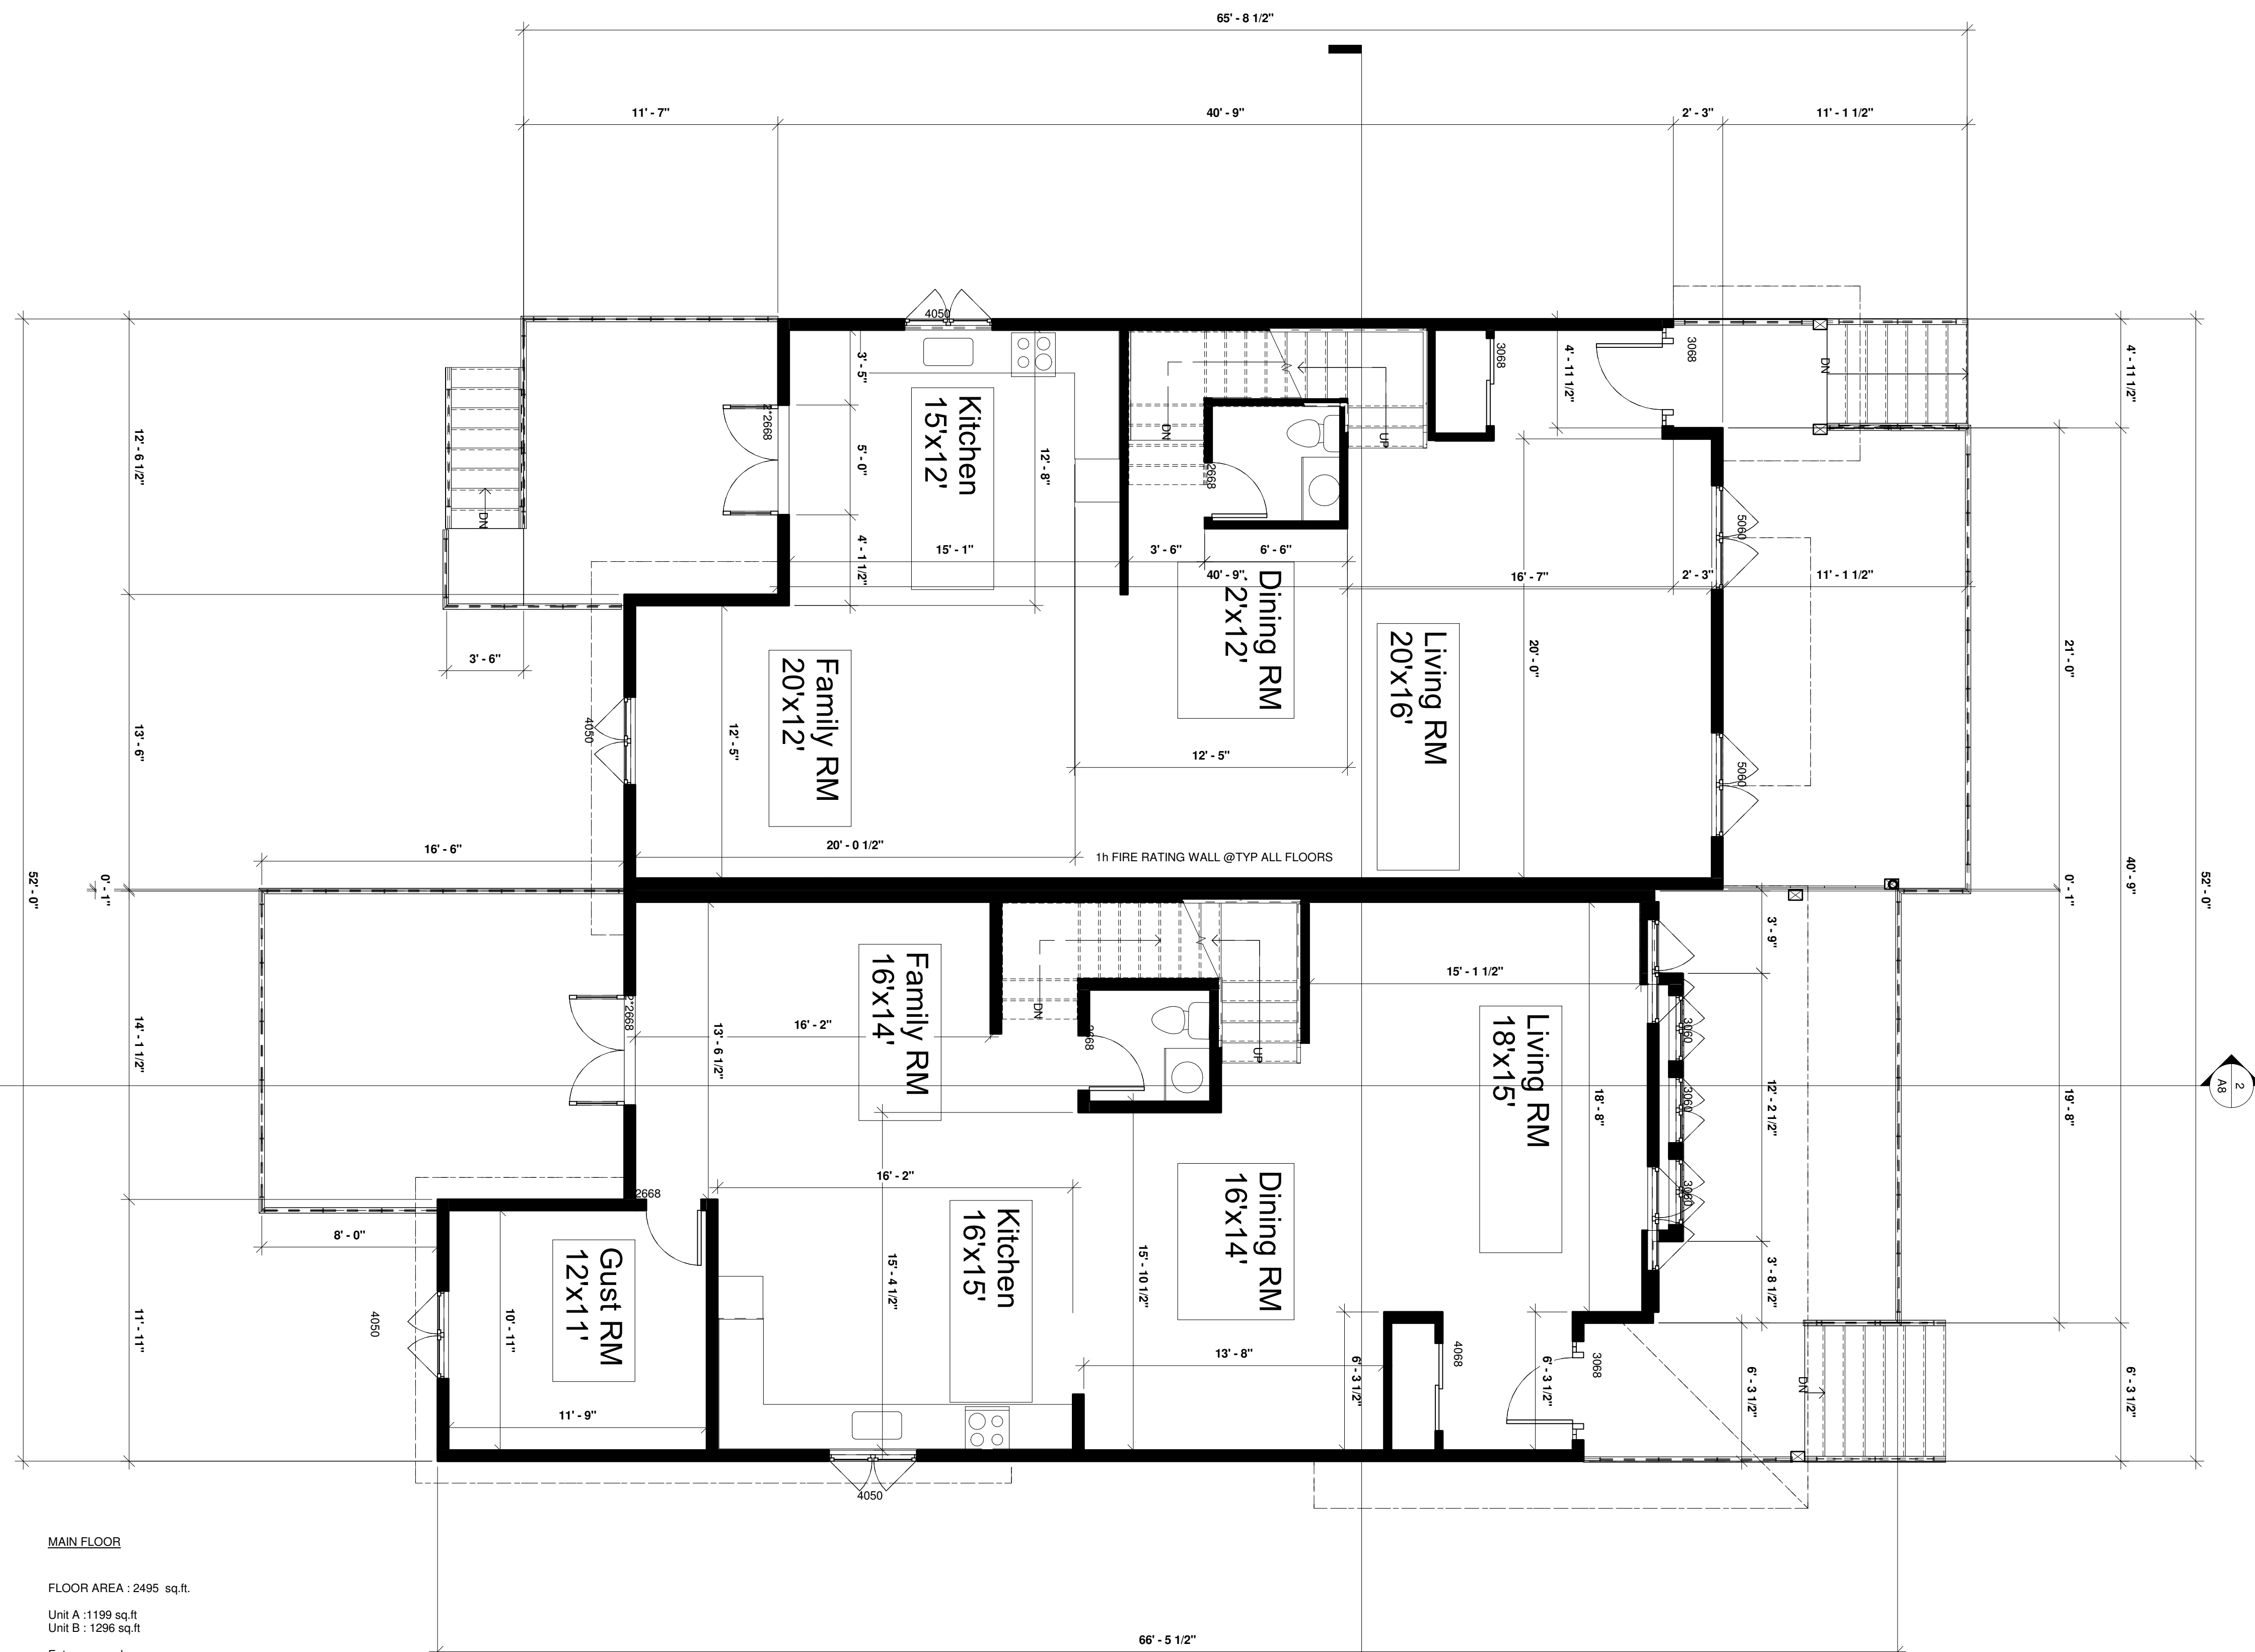 65' - 8 1/2"
11' - 7"
40' - 9"
2' - 3"
11' - 1 1/2"
4050
3068
3068
DN
4' - 11 1/2"
4' - 11 1/2"
3' - 5"
Kitchen
15'x12'
2*2668
5' - 0"
12' - 8"
DN
UP
2668
12' - 6 1/2"
DN
5060
4' - 1 1/2"
15' - 1"
3' - 6"
6' - 6"
40' - 9"
16' - 7"
2' - 3"
11' - 1 1/2"
Dining RM
12'x12'
Living RM
20'x16'
20' - 0"
21' - 0"
3' - 6"
Family RM
20'x12'
4050
12' - 5"
12' - 5"
5060
13' - 6"
16' - 6"
20' - 0 1/2"
1h FIRE RATING WALL @TYP ALL FLOORS
52' - 0"
0' - 1"
0' - 1"
40' - 9"
52' - 0"
3' - 9"
Family RM
16'x14'
15' - 1 1/2"
DN
UP
2*2668
16' - 2"
13' - 6 1/2"
2668
14' - 1 1/2"
Living RM
18'x15'
3060
3060
3060
18' - 8"
12' - 2 1/2"
19' - 8"
2
A8
16' - 2"
2668
8' - 0"
Kitchen
16'x15'
Dining RM
16'x14'
15' - 4 1/2"
15' - 10 1/2"
3' - 8 1/2"
Gust RM
12'x11'
4050
10' - 11"
11' - 11"
13' - 8"
6' - 3 1/2"
4068
6' - 3 1/2"
3068
6' - 3 1/2"
DN
6' - 3 1/2"
11' - 9"
4050
MAIN FLOOR
FLOOR AREA : 2495 sq.ft.
Unit A :1199 sq.ft
Unit B : 1296 sq.ft
66' - 5 1/2"